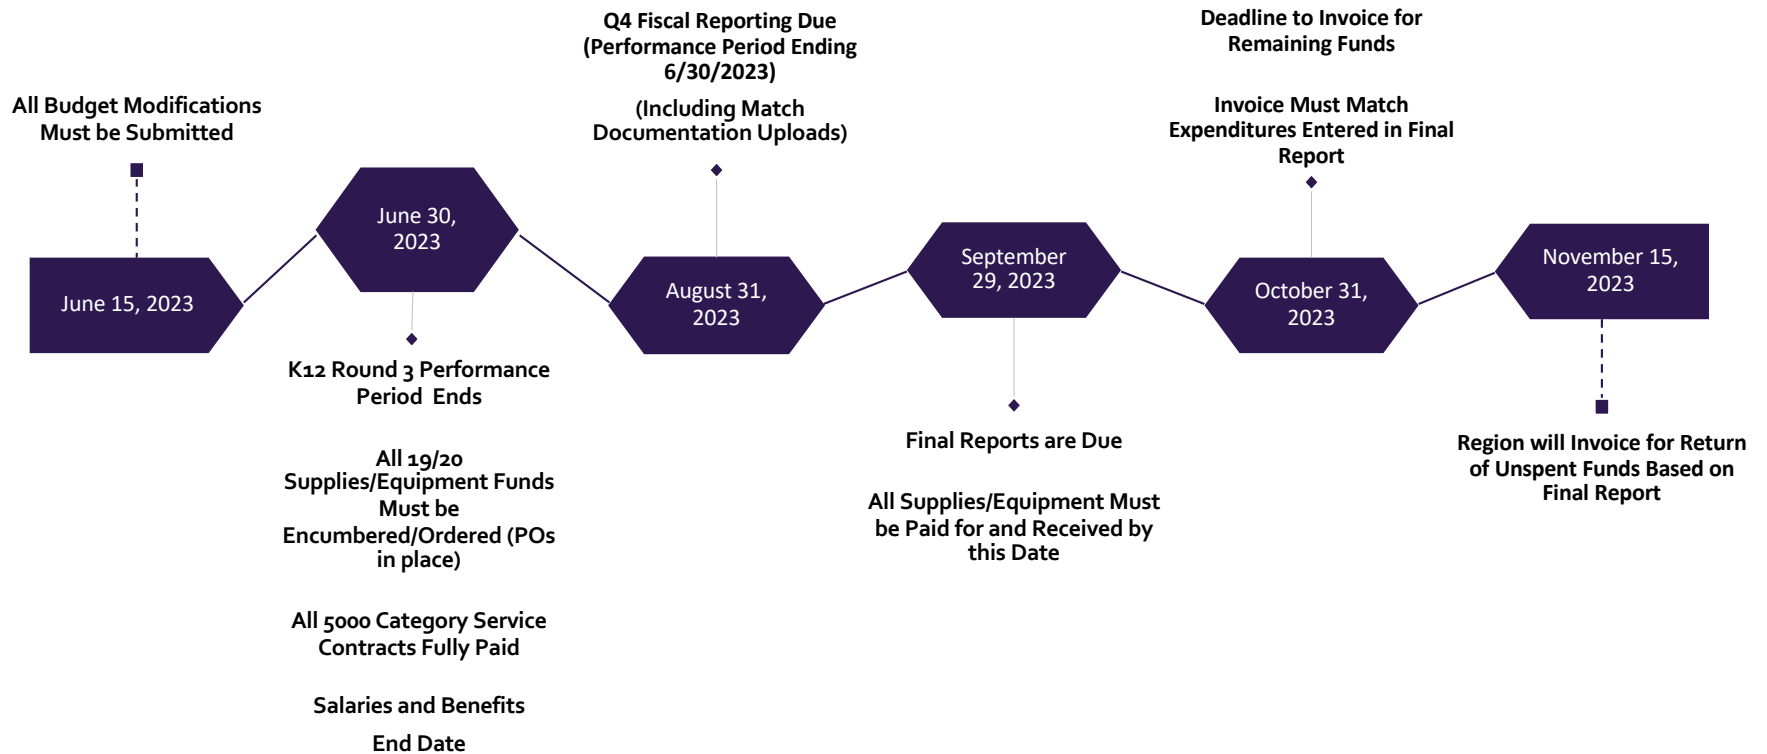 All Budget Modifications
Must be Submitted
June 15, 2023
June 30,
2023
K12 Round 3 Performance
Period Ends
All 19/20
Supplies/Equipment Funds
Must be
Encumbered/Ordered (POs
in place)
All 5000 Category Service
Contracts Fully Paid
Salaries and Benefits
End Date
Q4 Fiscal Reporting Due
(Performance Period Ending
6/30/2023)
(Including Match
Documentation Uploads)
August 31,
2023
September
29, 2023
Final Reports are Due
All Supplies/Equipment Must
be Paid for and Received by
this Date
Deadline to Invoice for
Remaining Funds
Invoice Must Match
Expenditures Entered in Final
Report
October 31,
2023
November 15,
2023
Region will Invoice for Return
of Unspent Funds Based on
Final Report